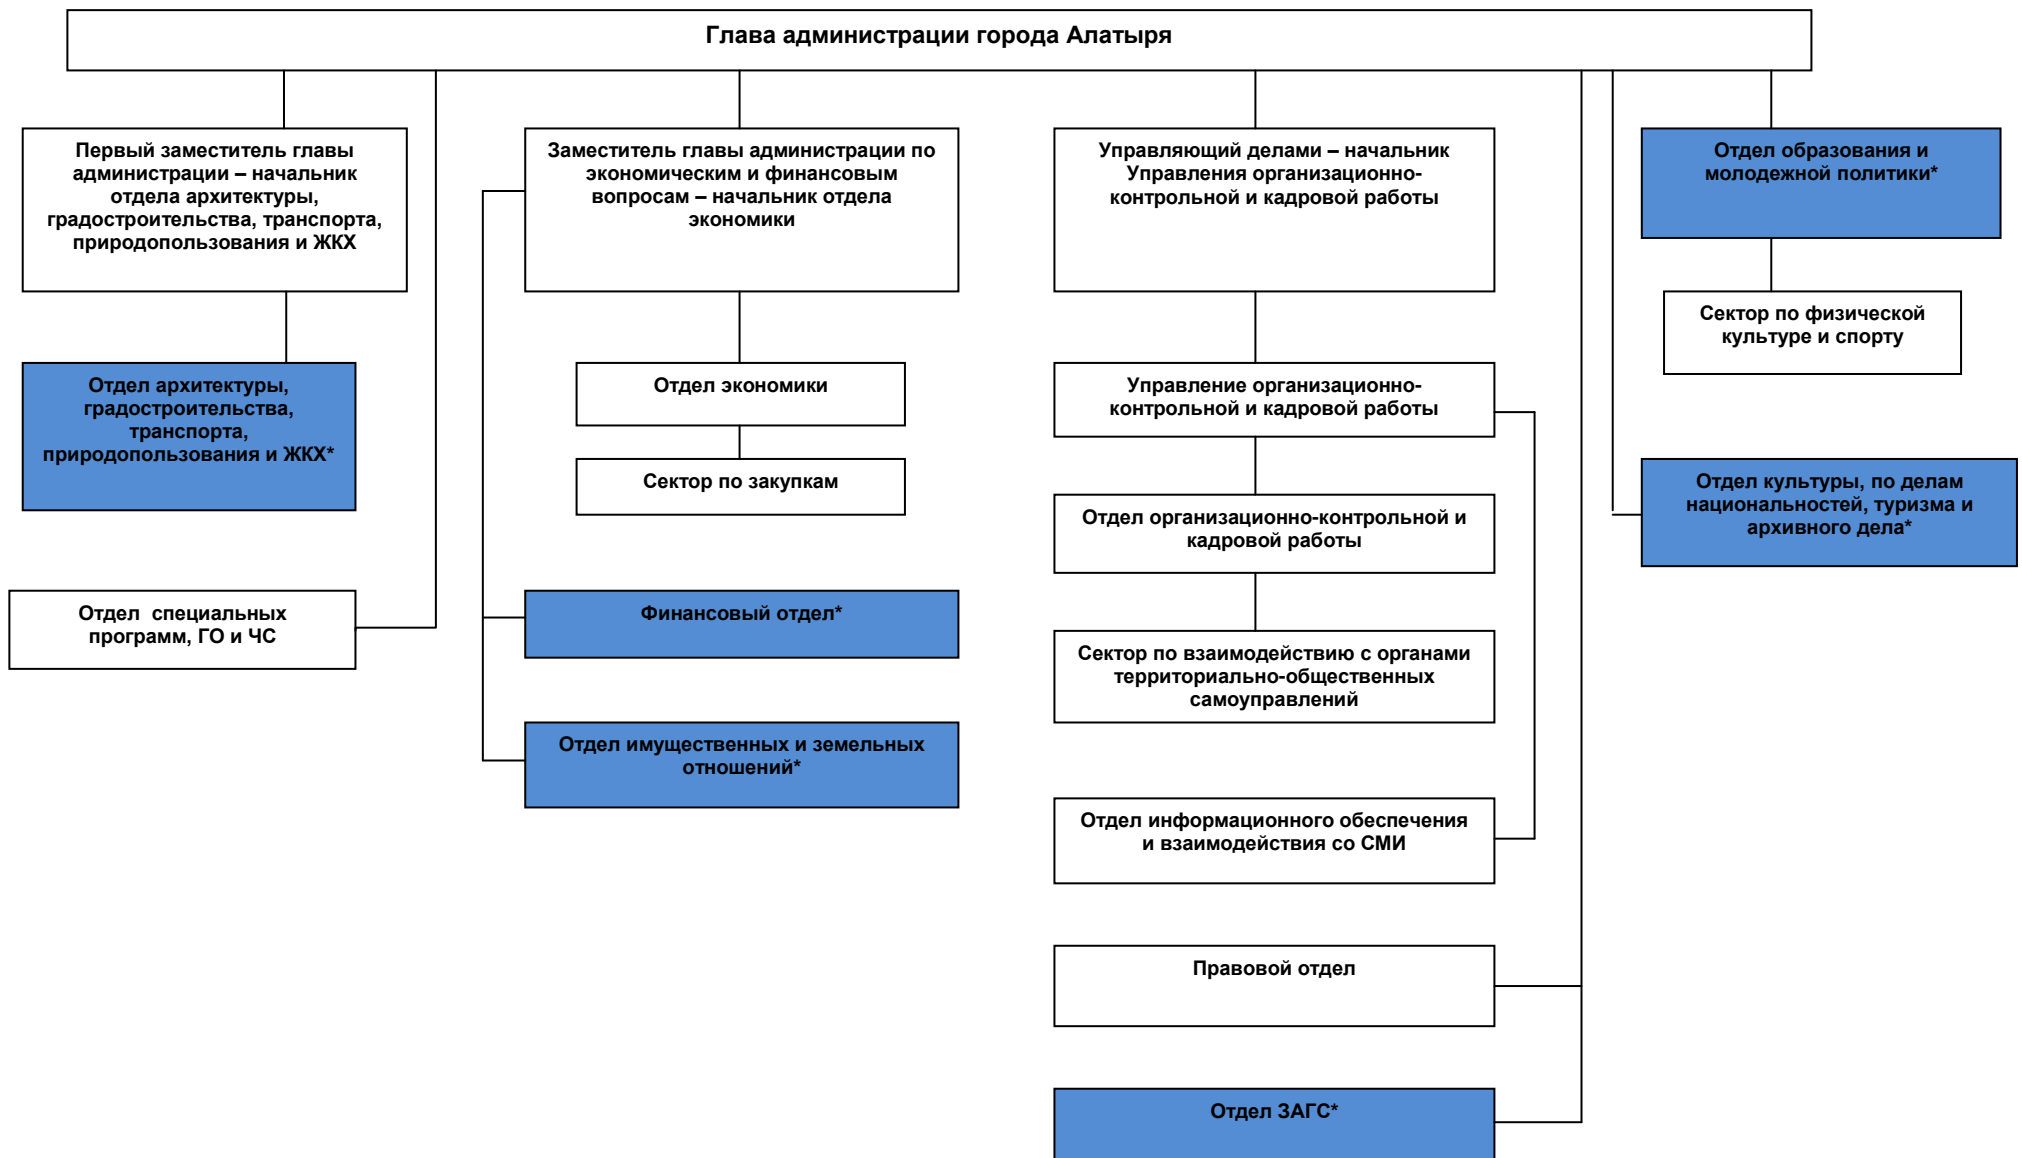 Глава администрации города Алатыря
Первый заместитель главы
администрации – начальник
отдела архитектуры,
градостроительства, транспорта,
природопользования и ЖКХ
Заместитель главы администрации по
экономическим и финансовым
вопросам – начальник отдела
экономики
Управляющий делами – начальник
Управления организационно-
контрольной и кадровой работы
Отдел образования и
молодежной политики*
Сектор по физической
культуре и спорту
Отдел архитектуры,
градостроительства,
транспорта,
природопользования и ЖКХ*
Отдел экономики
Управление организационно-
контрольной и кадровой работы
Сектор по закупкам
Отдел организационно-контрольной и
кадровой работы
Отдел культуры, по делам
национальностей, туризма и
архивного дела*
Отдел специальных
программ, ГО и ЧС
Финансовый отдел*
Сектор по взаимодействию с органами
территориально-общественных
самоуправлений
Отдел имущественных и земельных
отношений*
Отдел информационного обеспечения
и взаимодействия со СМИ
Правовой отдел
Отдел ЗАГС*